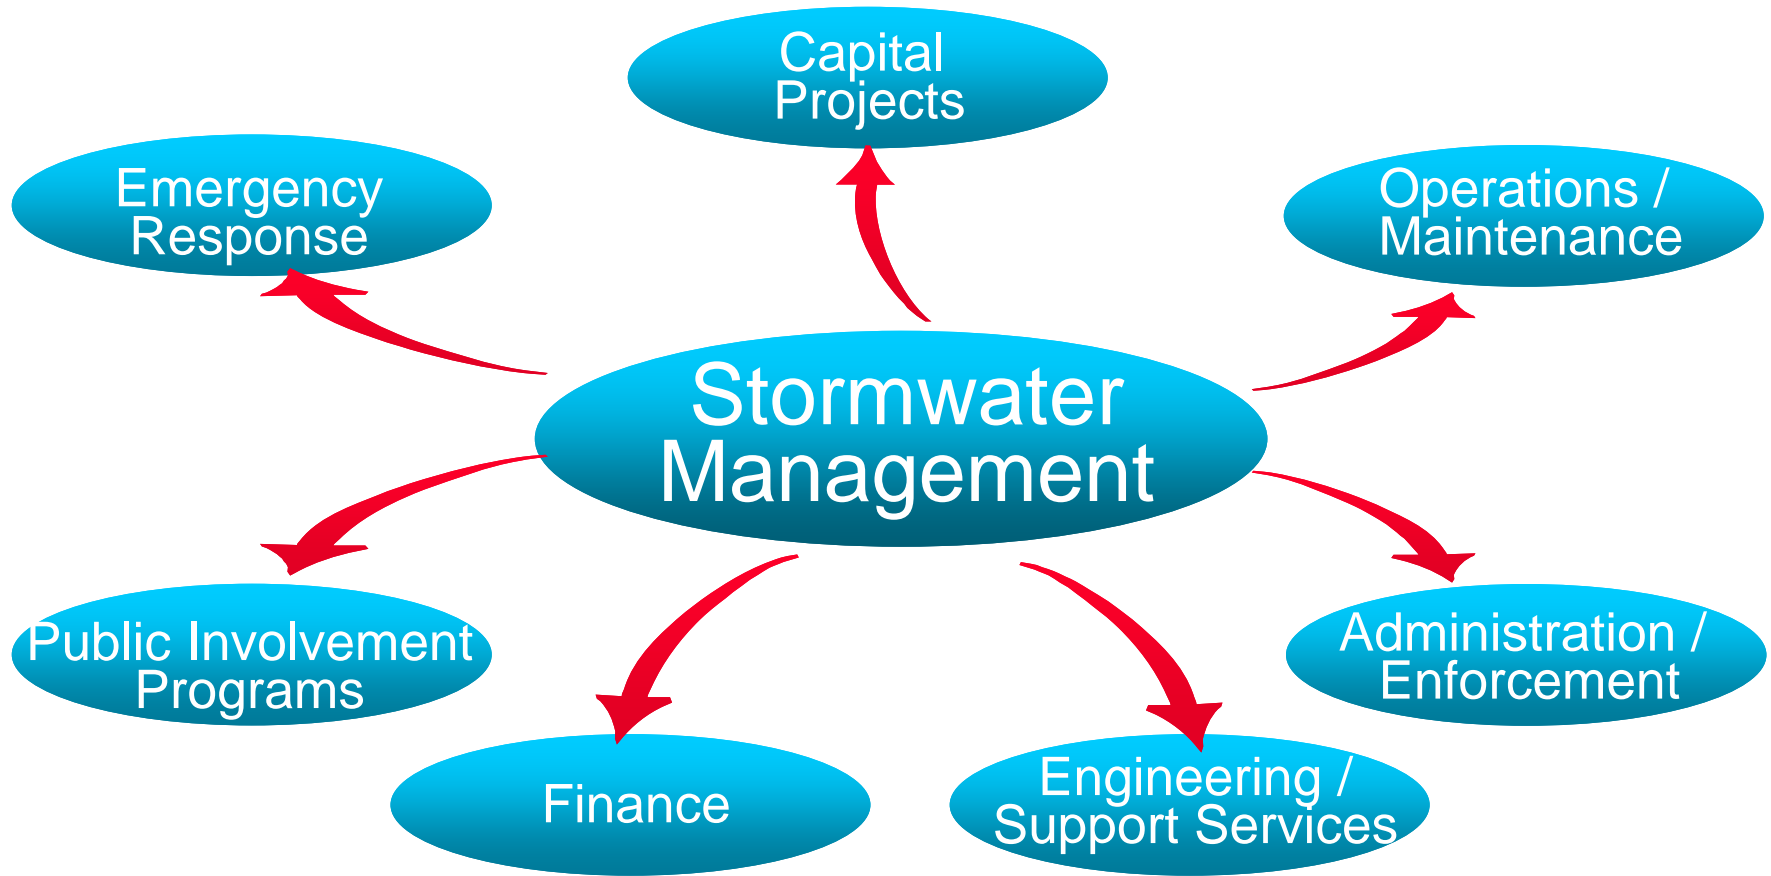 Capital
Projects
Emergency
Response
Operations /
Maintenance
Stormwater
Management
Public Involvement
Programs
Administration /
Enforcement
Finance
Engineering /
Support Services